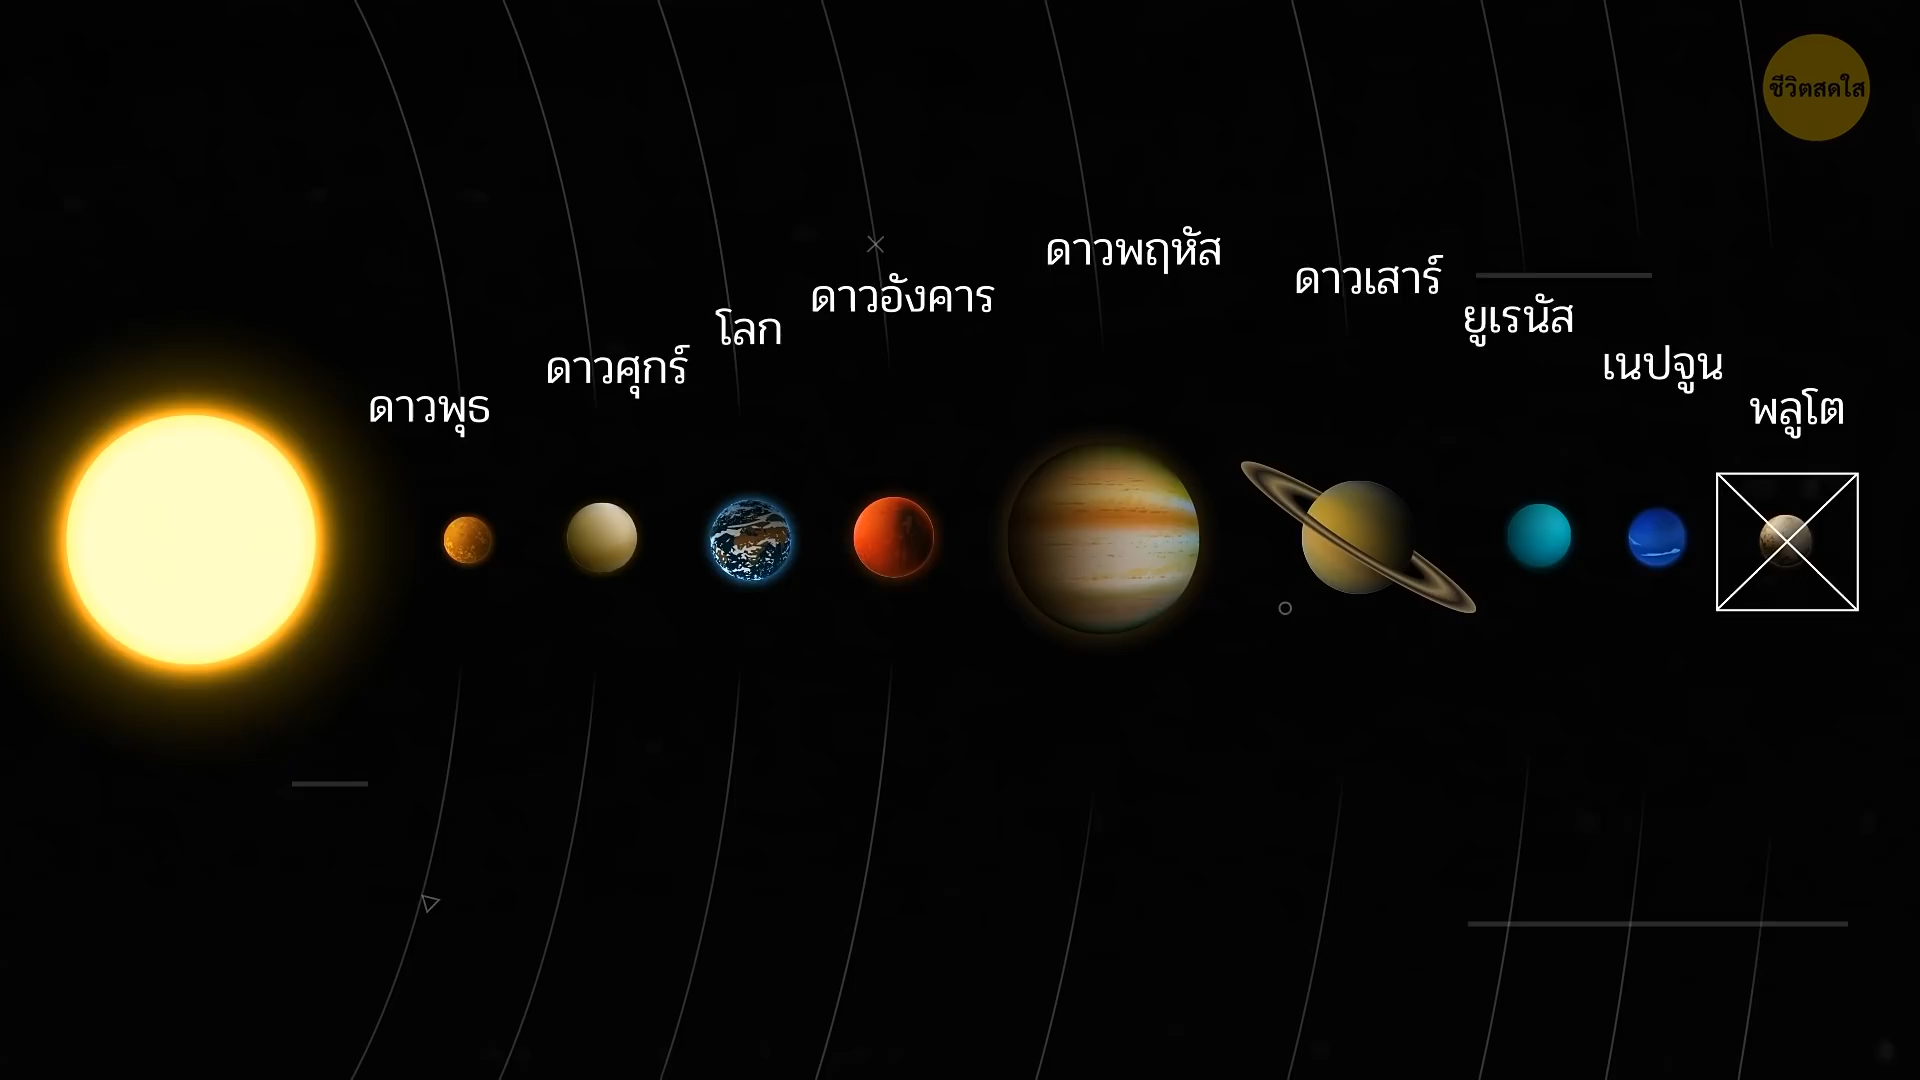 ชีวิตสดใส
ดาวพุธ
ดาวศุกร์
โลก
ดาวอังคาร
ดาวพฤหัส
ดาวเสาร์
ยูเรนัส
เนปจูน
พลูโต